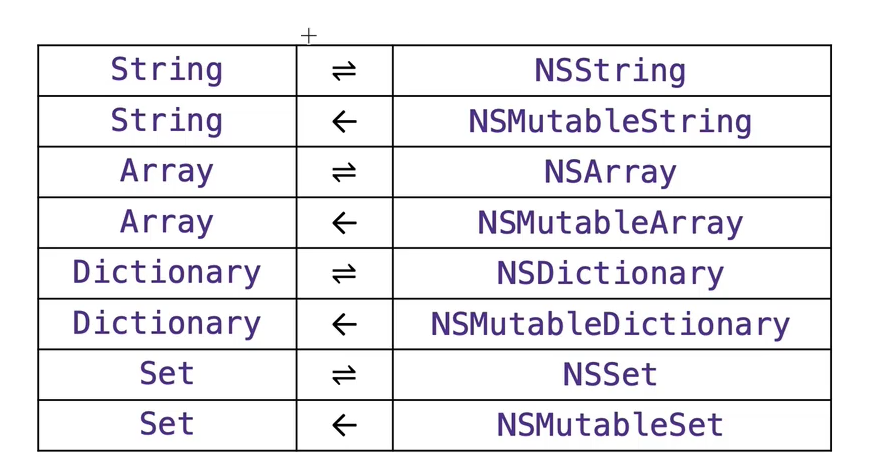 String ⇌ NSString
String ← NSMutableString
Array ⇌ NSArray
Array ← NSMutableArray
Dictionary ⇌ NSDictionary
Dictionary ← NSMutableDictionary
Set ⇌ NSSet
Set ← NSMutableSet